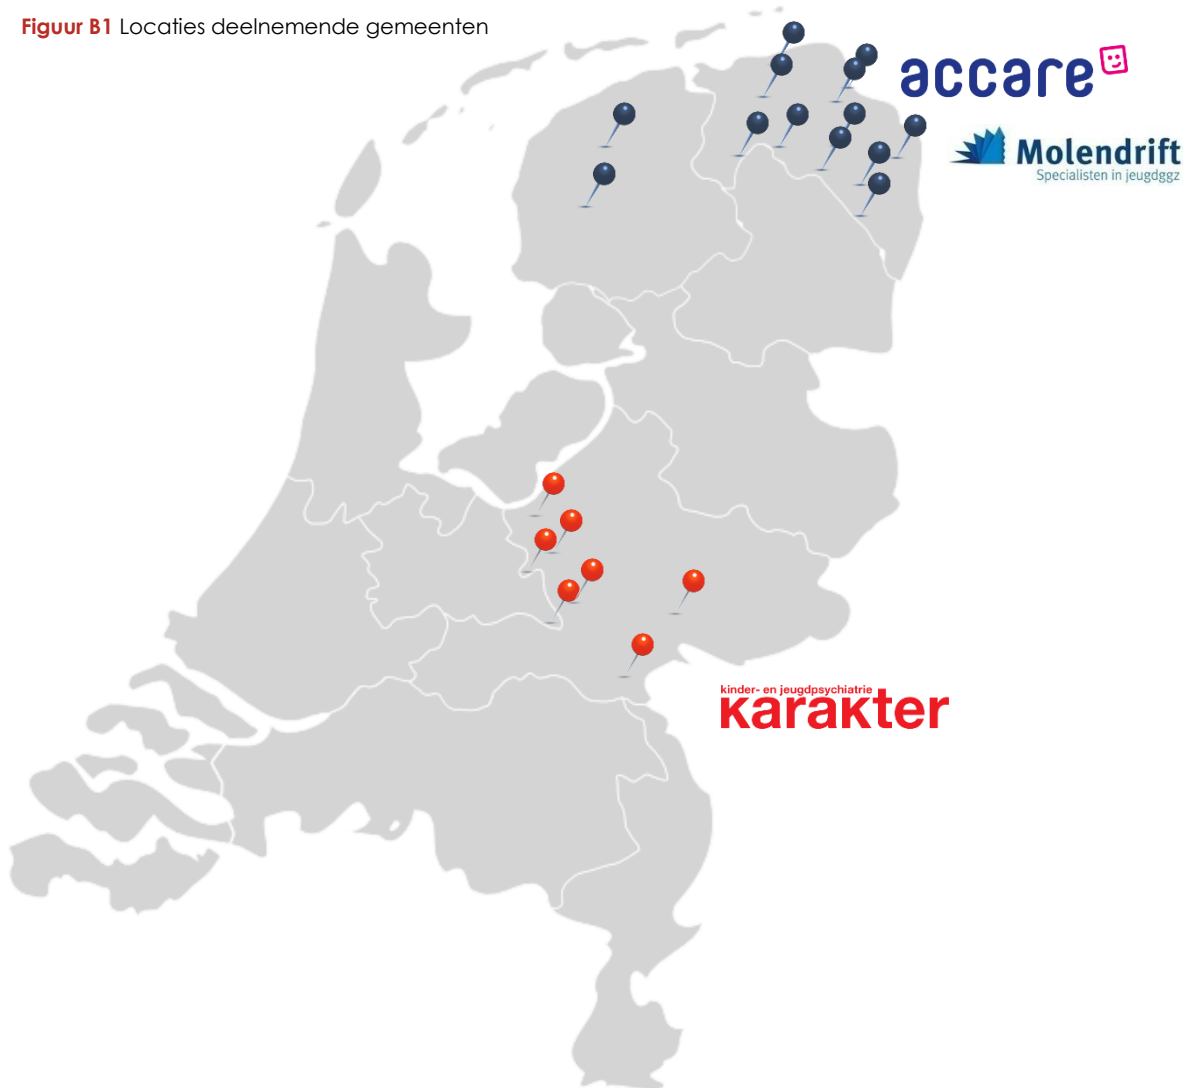 Figuur B1 Locaties deelnemende gemeenten
accare
Molendrift
Specialisten in jeugdggz
kinder- en jeugdpsychiatrie
karakter